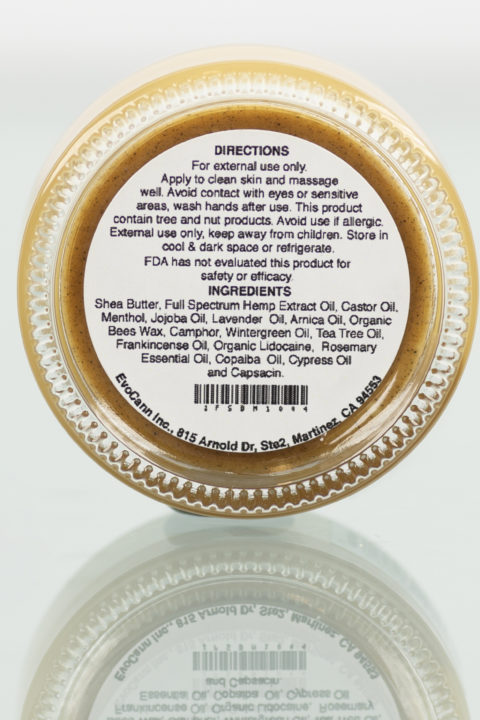 DIRECTIONS
For external use only.
Apply to clean skin and massage
well. Avoid contact with eyes or sensitive
areas, wash hands after use. This product
contain tree and nut products. Avoid use if allergic.
External use only, keep away from children. Store in
cool & dark space or refrigerate.
FDA has not evaluated this product for
safety or efficacy.
INGREDIENTS
Shea Butter, Full Spectrum Hemp Extract Oil, Castor Oil,
Menthol, Jojoba Oil, Lavender Oil, Arnica Oil, Organic
Bees Wax, Camphor, Wintergreen Oil, Tea Tree Oil,
Frankincense Oil, Organic Lidocaine, Rosemary
Essential Oil, Copaiba Oil, Cypress Oil
and Capsacin.
1FSBM1044
EvoCann Inc., 815 Arnold Dr, Ste2, Martinez, CA 94553